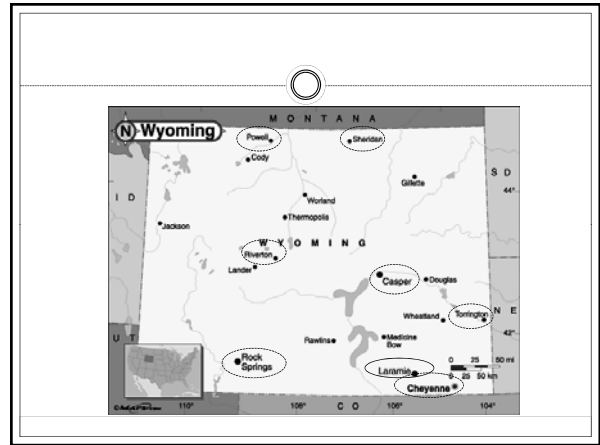 M O N T A N A
N Wyoming
Powell
Sheridan
Cody
Gillette
S D
44°
I D
Worland
Thermopolis
Jackson
W Y O M I N G
Riverton
Lander
Casper
Douglas
Wheatland
Torrington
N E
42°
U T
Rawlins
Medicine
Bow
Rock
Springs
0 25 50 mi
0 25 50 km
Laramie
Cheyenne
110°
108°
C O
106°
104°